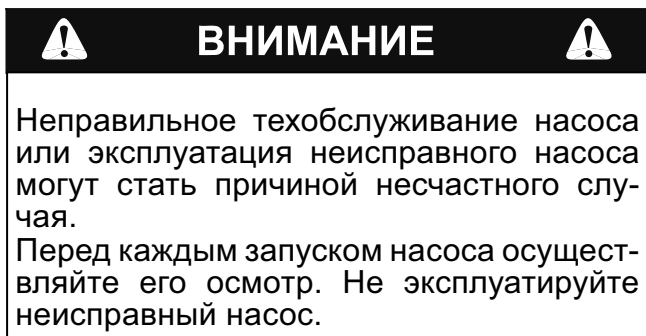 ВНИМАНИЕ
Неправильное техобслуживание насоса
или эксплуатация неисправного насоса
могут стать причиной несчастного слу-
чая.
Перед каждым запуском насоса осущест-
вляйте его осмотр. Не эксплуатируйте
неисправный насос.